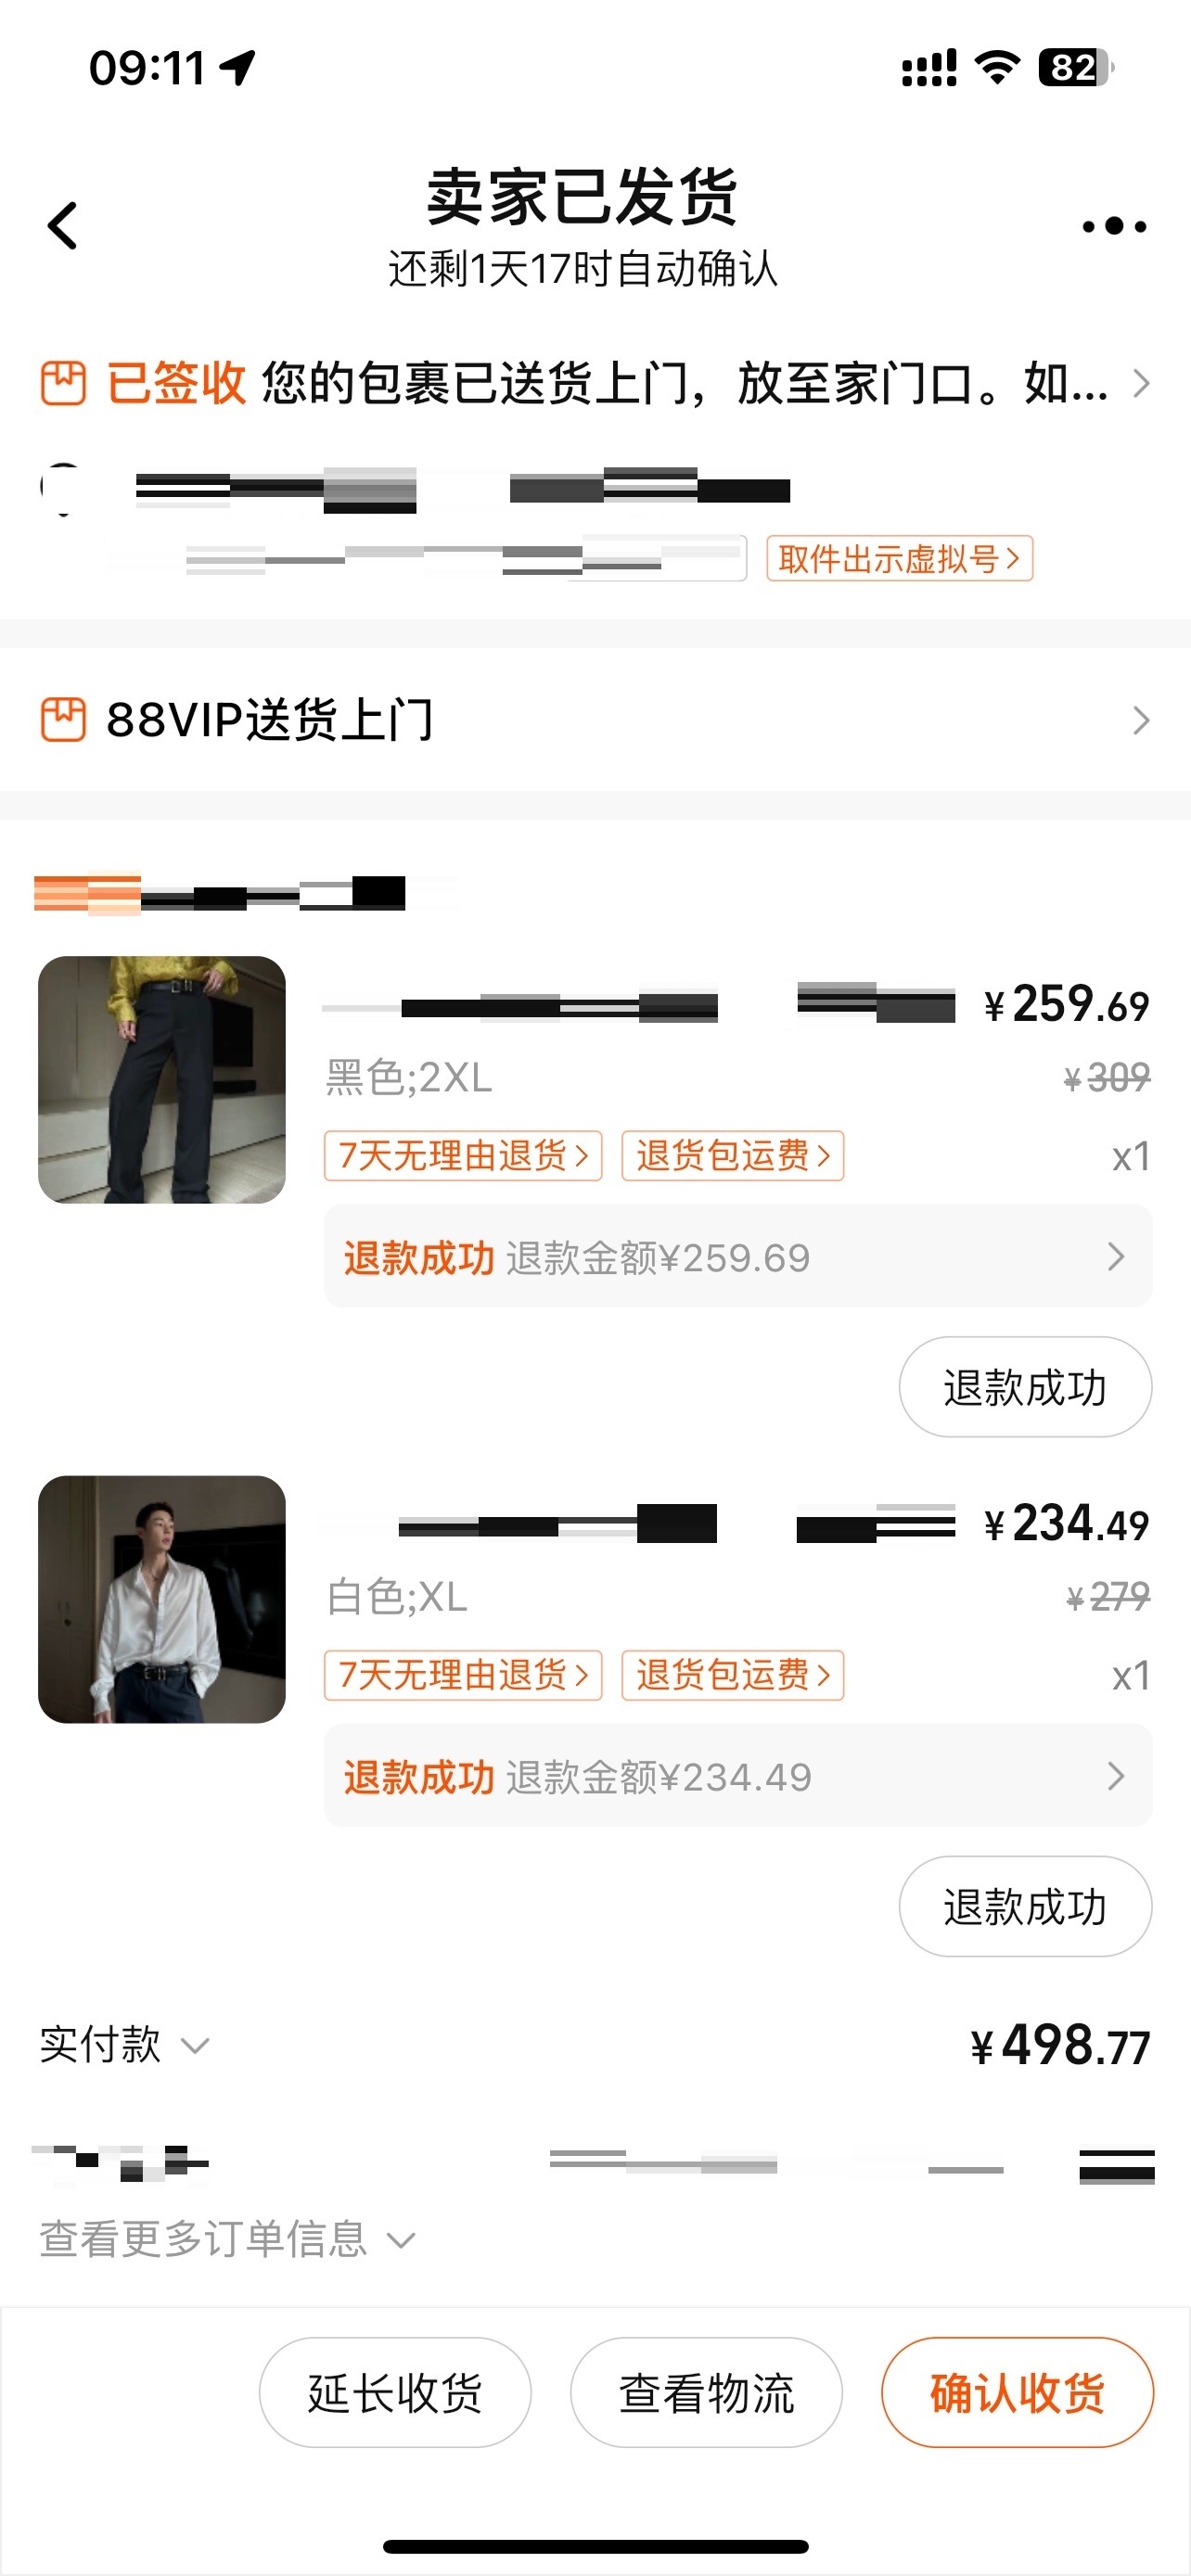 09:11
82
卖家已发货
还剩1天17时自动确认
已签收 您的包裹已送货上门，放至家门口。如...
取件出示虚拟号
88VIP送货上门
¥259.69
黑色;2XL
¥309
7天无理由退货
退货包运费
x1
退款成功 退款金额¥259.69
退款成功
¥234.49
白色;XL
¥279
7天无理由退货
退货包运费
x1
退款成功 退款金额¥234.49
退款成功
实付款
¥498.77
查看更多订单信息
延长收货
查看物流
确认收货